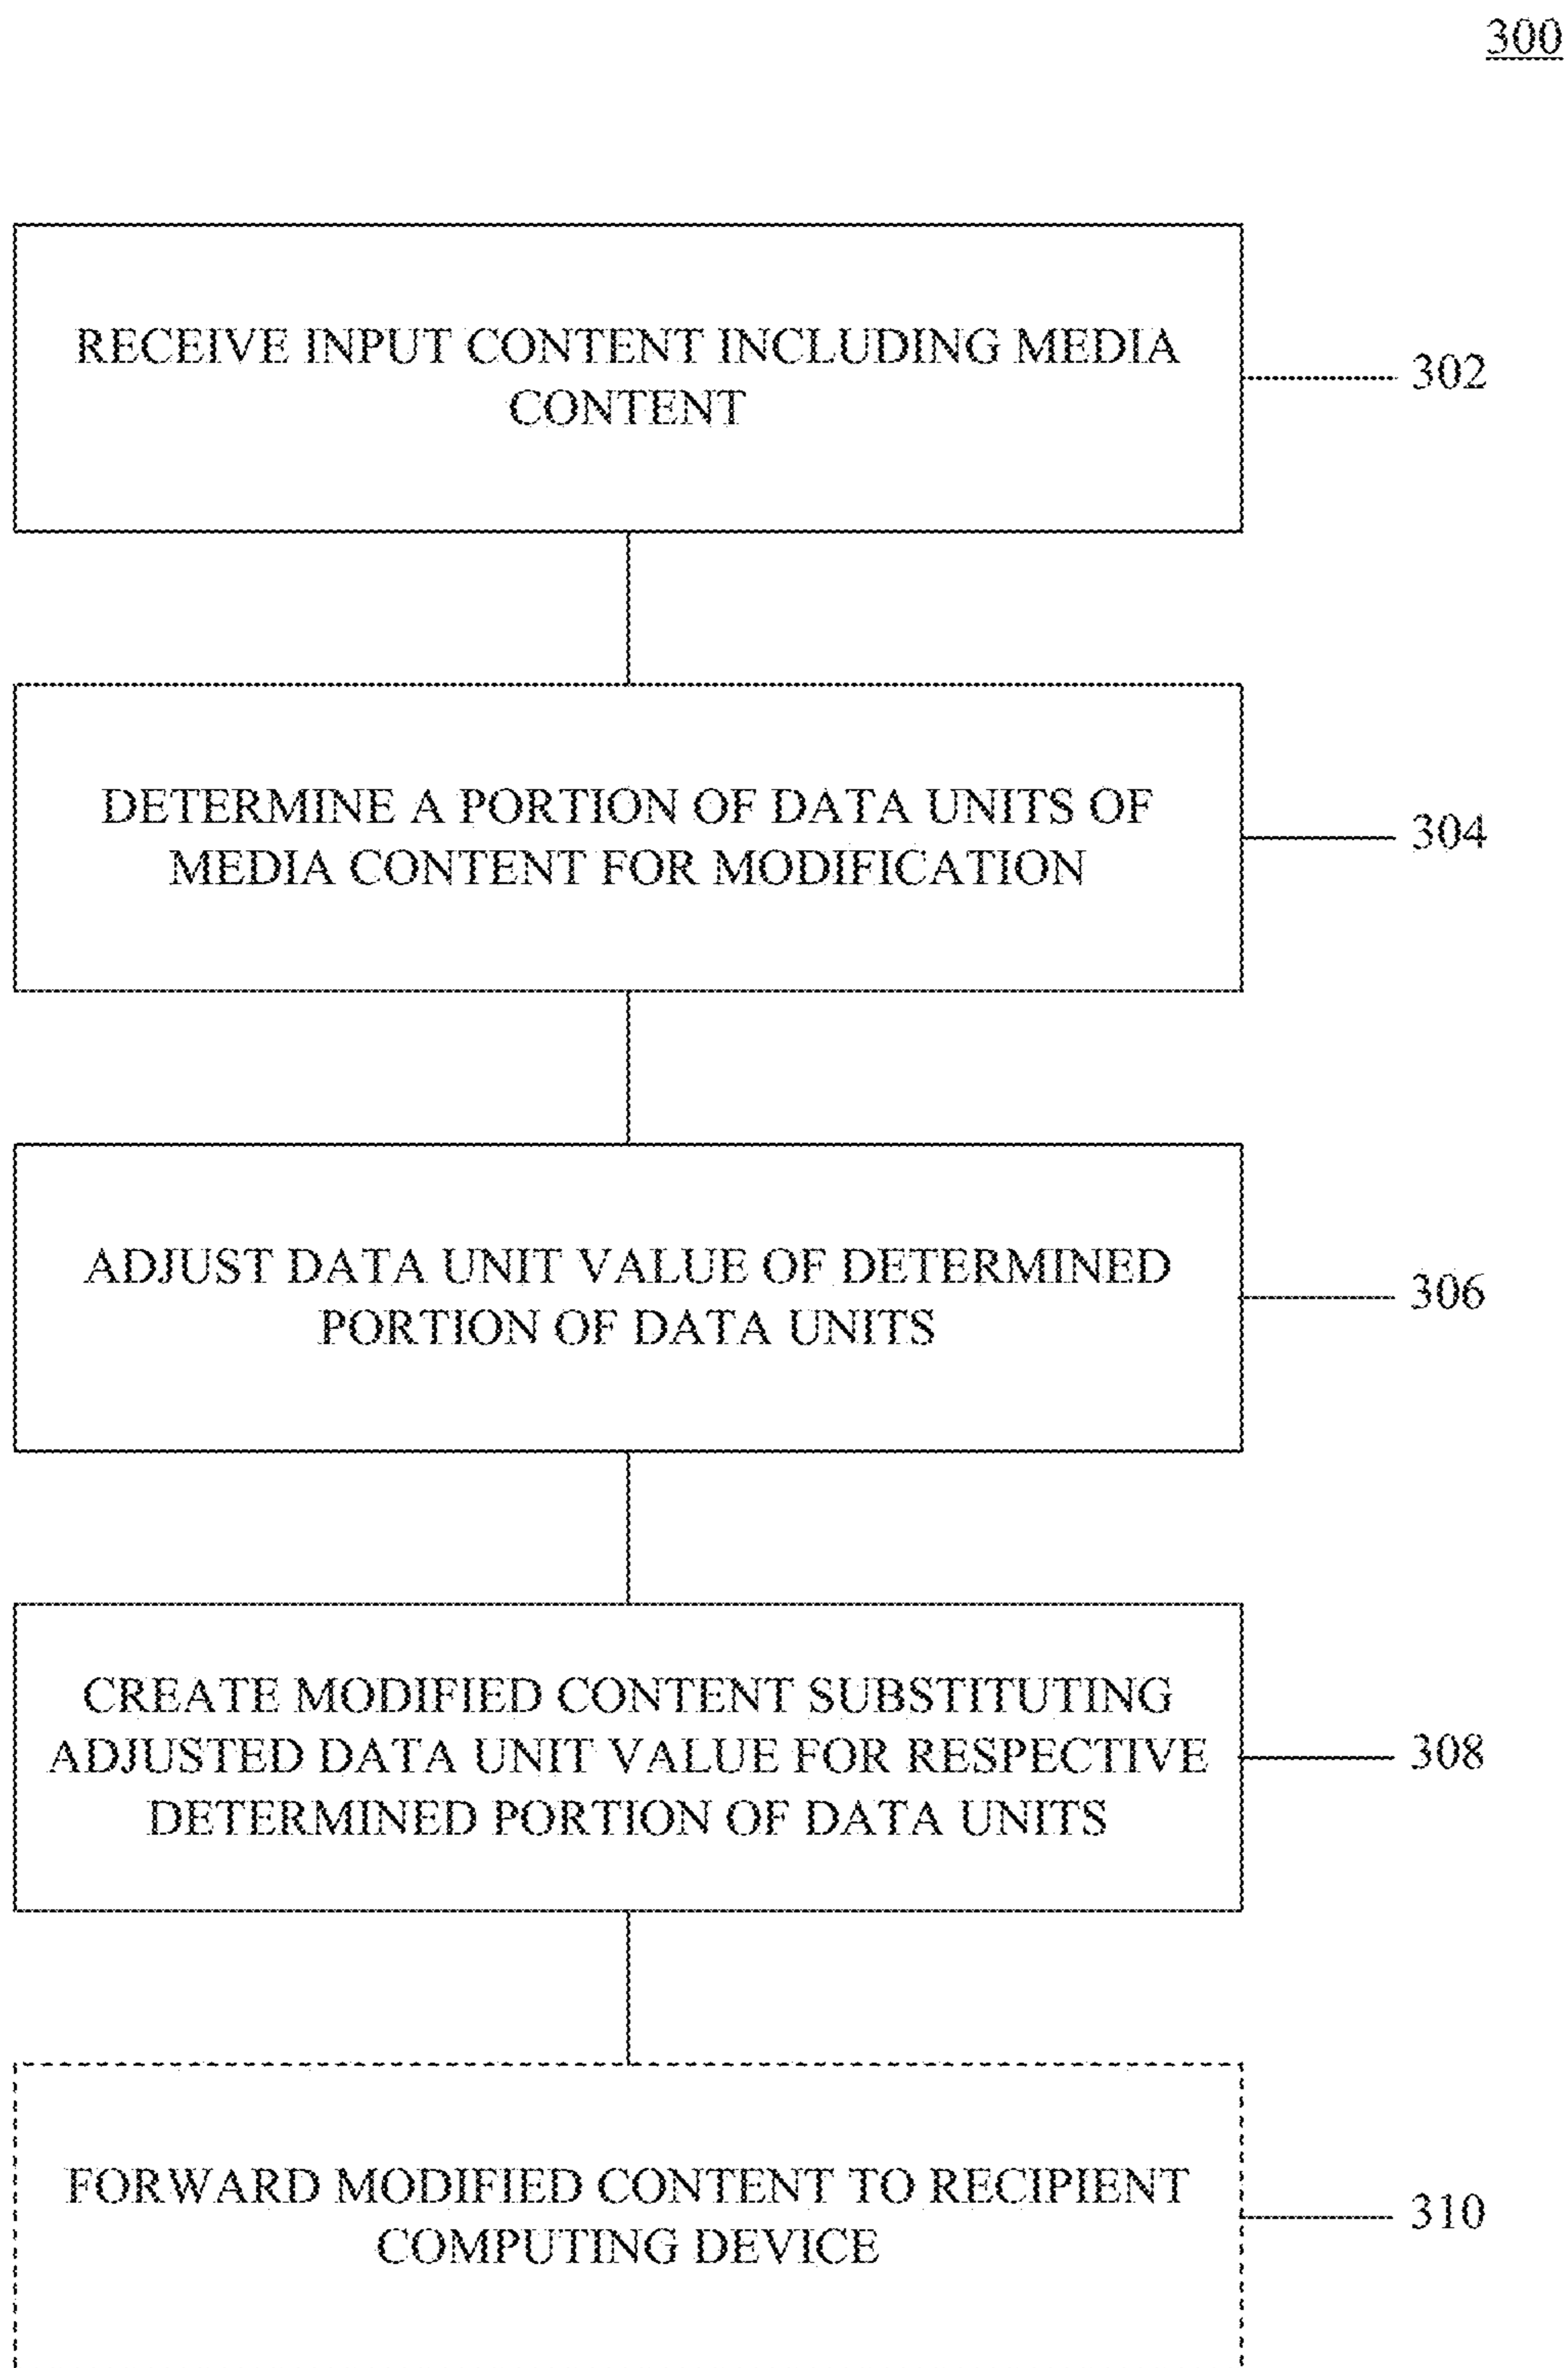 300
RECEIVE INPUT CONTENT INCLUDING MEDIA
CONTENT
302
DETERMINE A PORTION OF DATA UNITS OF
MEDIA CONTENT FOR MODIFICATION
304
ADJUST DATA UNIT VALUE OF DETERMINED
PORTION OF DATA UNITS
306
CREATE MODIFIED CONTENT SUBSTITUTING
ADJUSTED DATA UNIT VALUE FOR RESPECTIVE
DETERMINED PORTION OF DATA UNITS
308
FORWARD MODIFIED CONTENT TO RECIPIENT
COMPUTING DEVICE
310